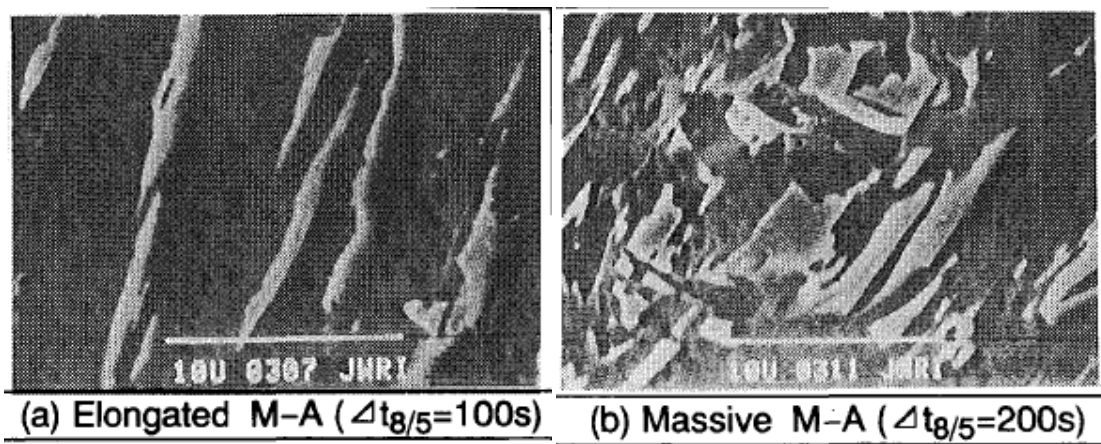 10U 0307 JWRI
10U 0311 JWRI
(a) Elongated M-A (⊿t8/5=100s)
(b) Massive M-A (⊿t8/5=200s)